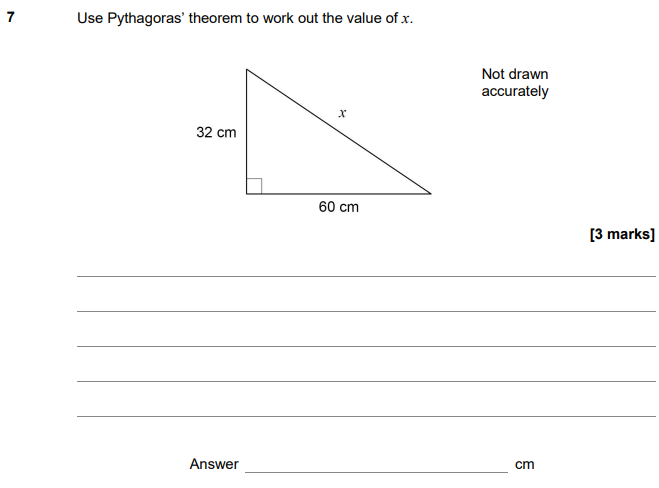 7 Use Pythagoras' theorem to work out the value of x.
Not drawn
accurately
x
32 cm
60 cm
[3 marks]
Answer cm